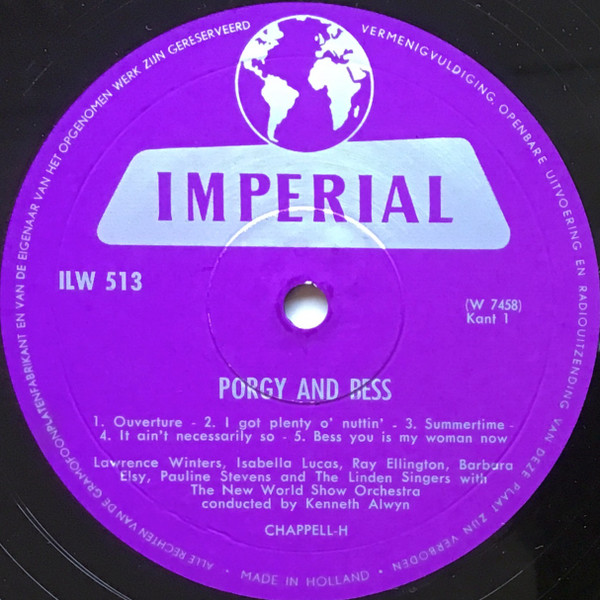 ALLE RECHTEN VAN DE GRAMOFOONPLATENFABRIKANT EN VAN DE EIGENAAR VAN HET OPGENOMEN WERK ZIJN GERESERVEERD
VERMENIGVULDIGING, OPENBARE UITVOERING EN RADIOUITZENDING VAN DEZE PLAAT ZIJN VERBODEN
IMPERIAL
ILW 513
(W 7458)
Kant 1
PORGY AND BESS
1. Ouverture - 2. I got plenty o' nuttin' - 3. Summertime -
4. It ain't necessarily so - 5. Bess you is my woman now
Lawrence Winters, Isabella Lucas, Ray Ellington, Barbara
Elsy, Pauline Stevens and The Linden Singers with
The New World Show Orchestra
conducted by Kenneth Alwyn
CHAPPELL-H
• MADE IN HOLLAND •